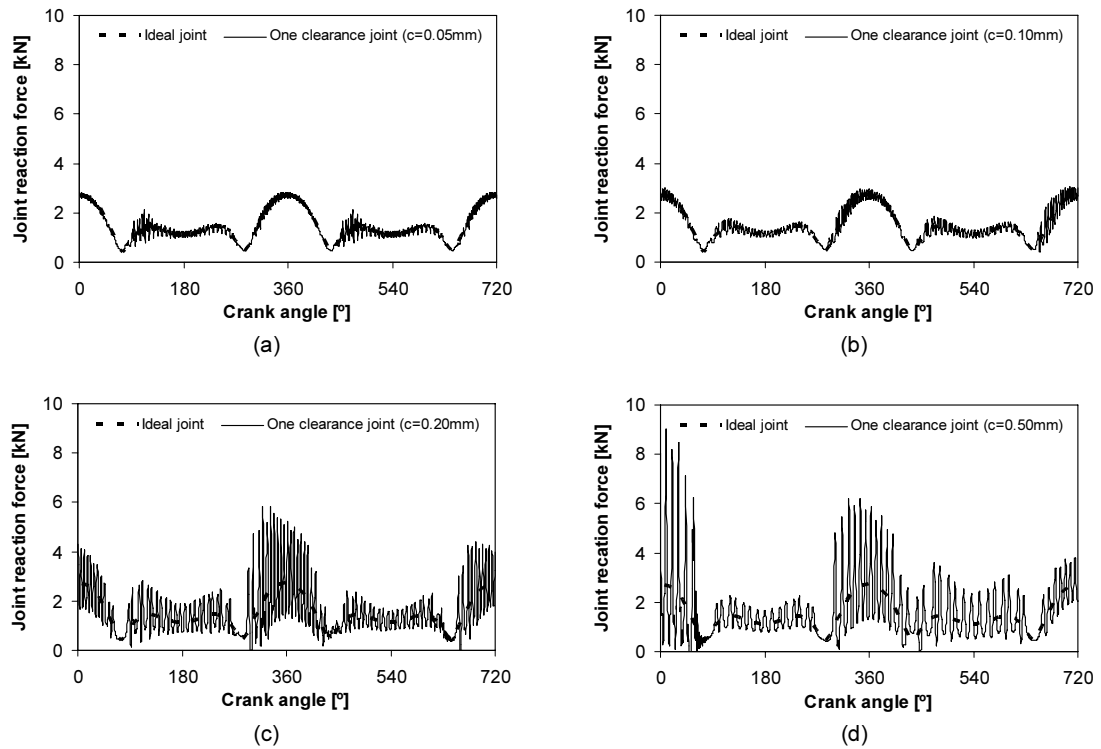 10
8
6
4
2
0
Joint reaction force [kN]
Ideal joint
One clearance joint (c=0.05mm)
0 180 360 540 720
Crank angle [º]
(a)
10
8
6
4
2
0
Joint reaction force [kN]
Ideal joint
One clearance joint (c=0.10mm)
0 180 360 540 720
Crank angle [º]
(b)
10
8
6
4
2
0
Joint reaction force [kN]
Ideal joint
One clearance joint (c=0.20mm)
0 180 360 540 720
Crank angle [º]
(c)
10
8
6
4
2
0
Joint recation force [kN]
Ideal joint
One clearance joint (c=0.50mm)
0 180 360 540 720
Crank angle [º]
(d)